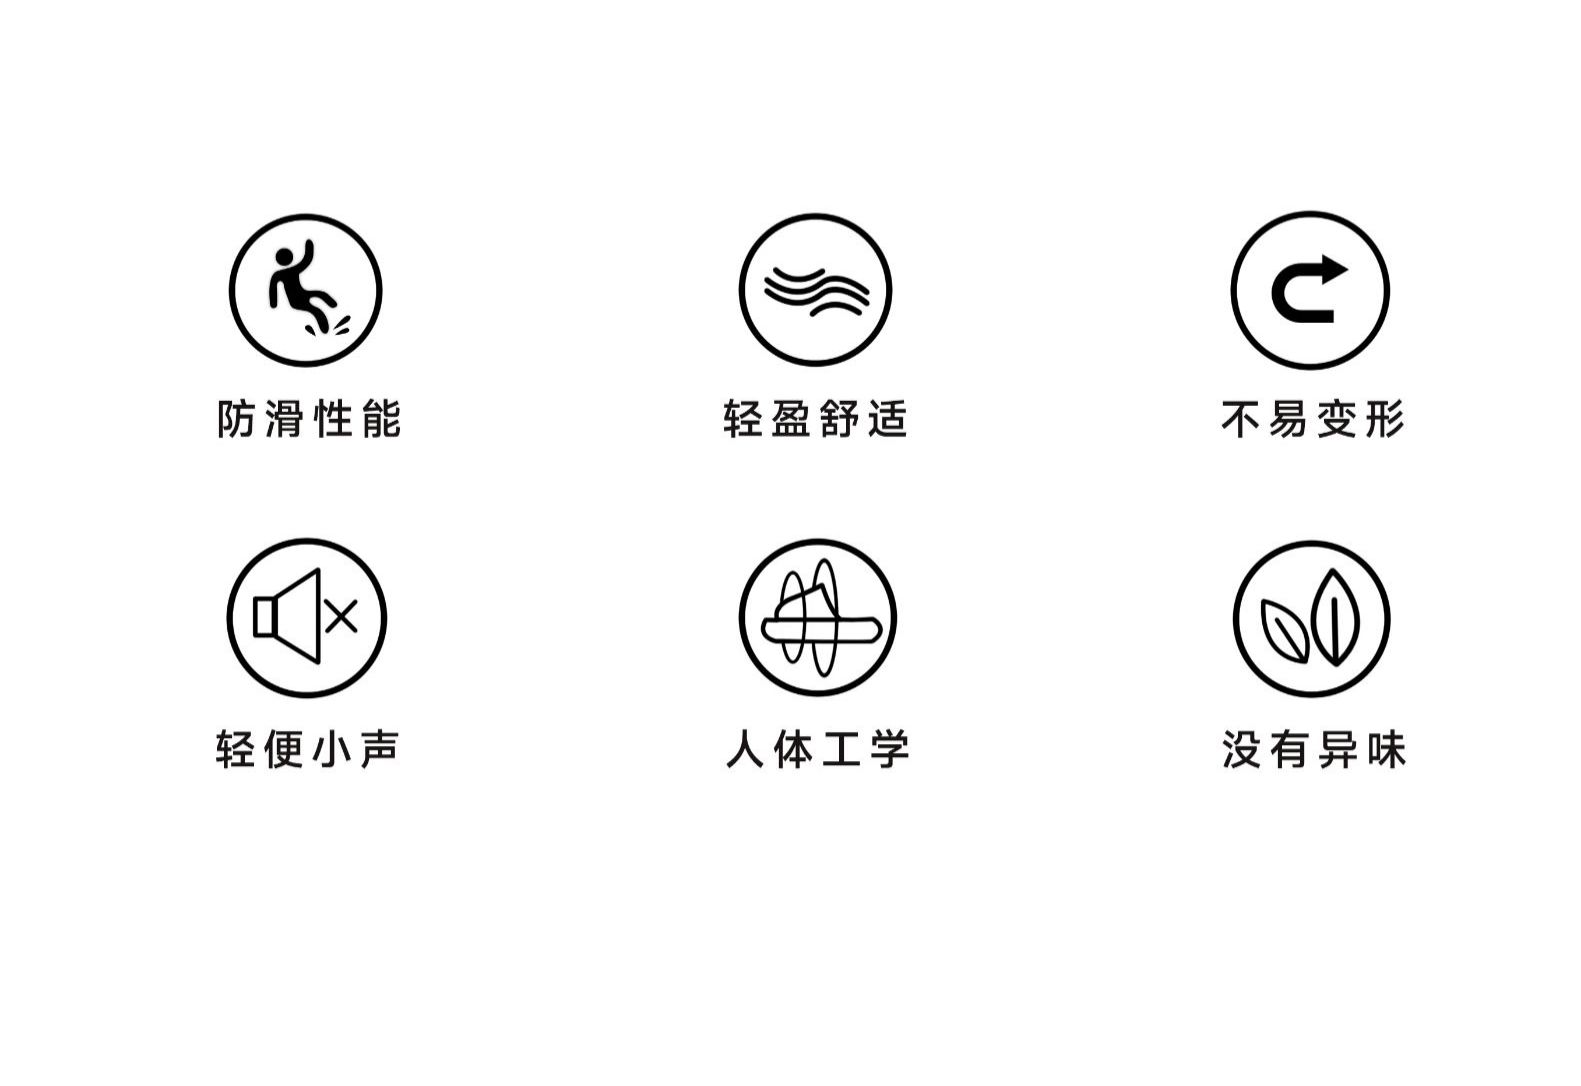 防滑性能
轻盈舒适
不易变形
轻便小声
人体工学
没有异味